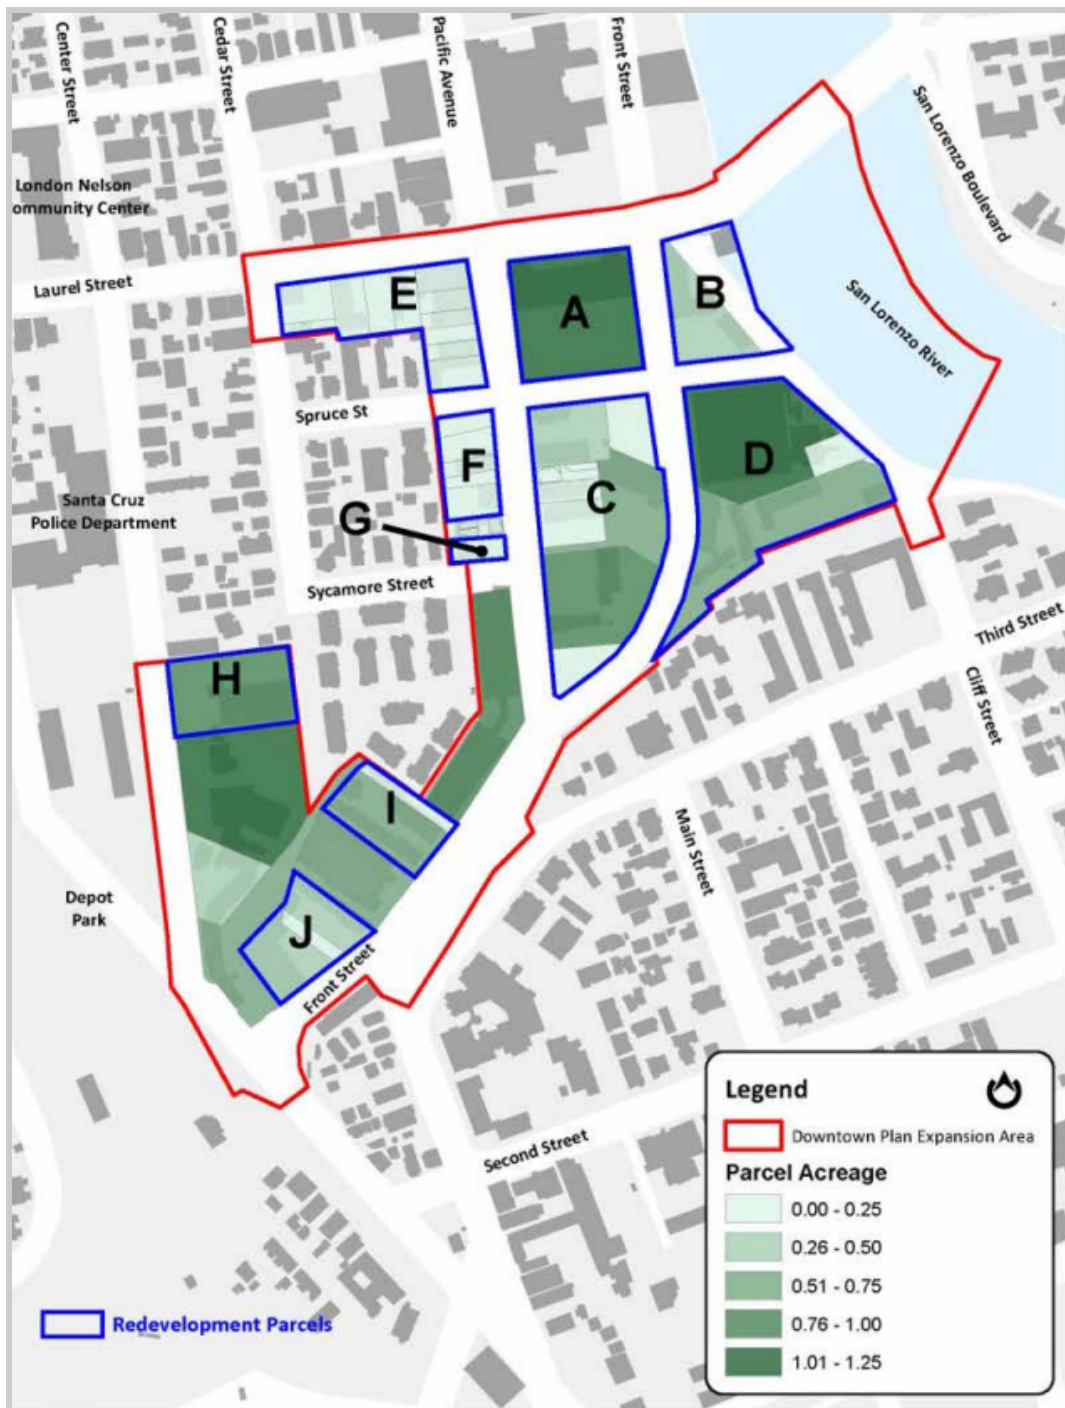 Center Street
Cedar Street
Pacific Avenue
Front Street
San Lorenzo Boulevard
London Nelson
ommunity Center
Laurel Street
E
A
B
San Lorenzo River
Spruce St
F
C
D
G
Santa Cruz
Police Department
Sycamore Street
Third Street
H
Cliff Street
I
Main Street
Depot
Park
J
Front Street
Second Street
Legend
Downtown Plan Expansion Area
Parcel Acreage
0.00 - 0.25
0.26 - 0.50
0.51 - 0.75
0.76 - 1.00
1.01 - 1.25
Redevelopment Parcels